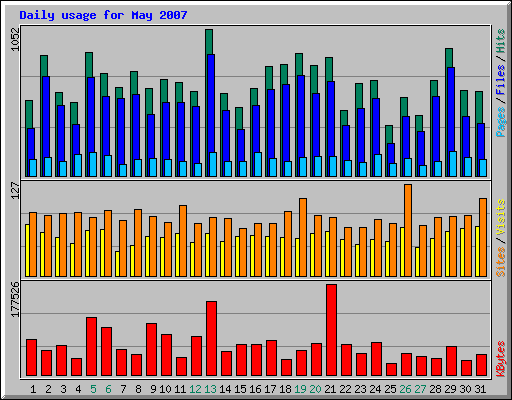 Daily usage for May 2007
1052
Pages / Files / Hits
127
Sites / Visits
177526
KBytes
1 2 3 4 5 6 7 8 9 10 11 12 13 14 15 16 17 18 19 20 21 22 23 24 25 26 27 28 29 30 31